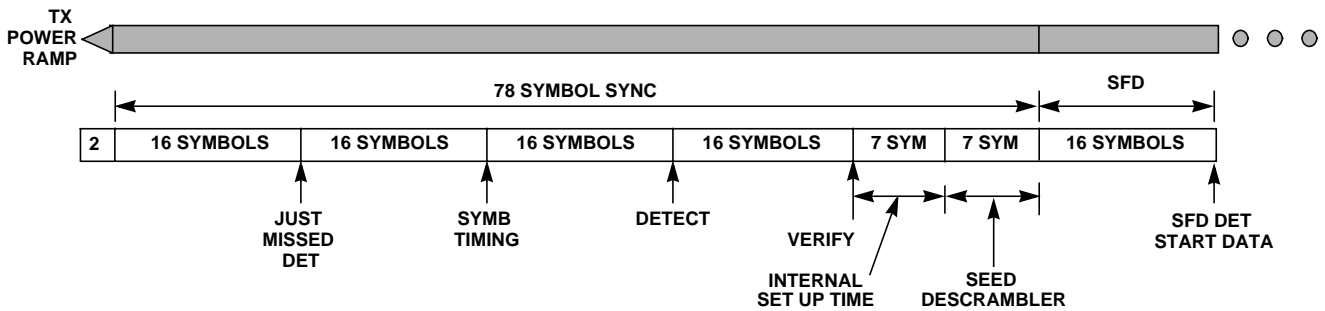 TX
POWER
RAMP
78 SYMBOL SYNC
SFD
2
16 SYMBOLS
16 SYMBOLS
16 SYMBOLS
16 SYMBOLS
7 SYM
7 SYM
16 SYMBOLS
JUST
MISSED
DET
SYMB
TIMING
DETECT
VERIFY
INTERNAL
SET UP TIME
SEED
DESCRAMBLER
SFD DET
START DATA